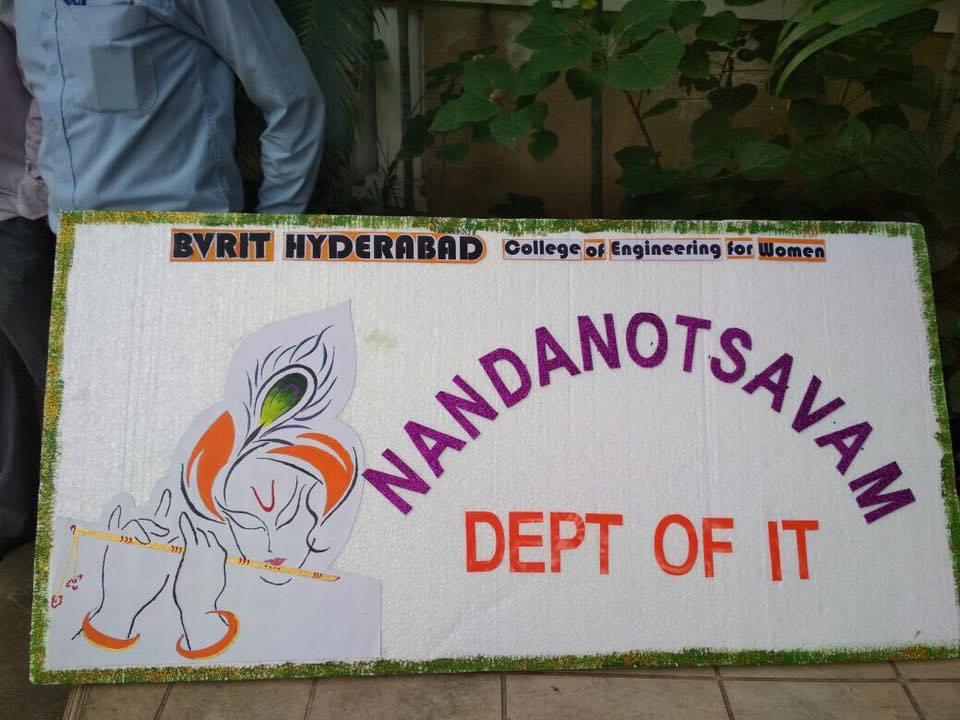 BVRIT HYDERABAD College of Engineering for Women
NANDANOTSAVAM
DEPT OF IT